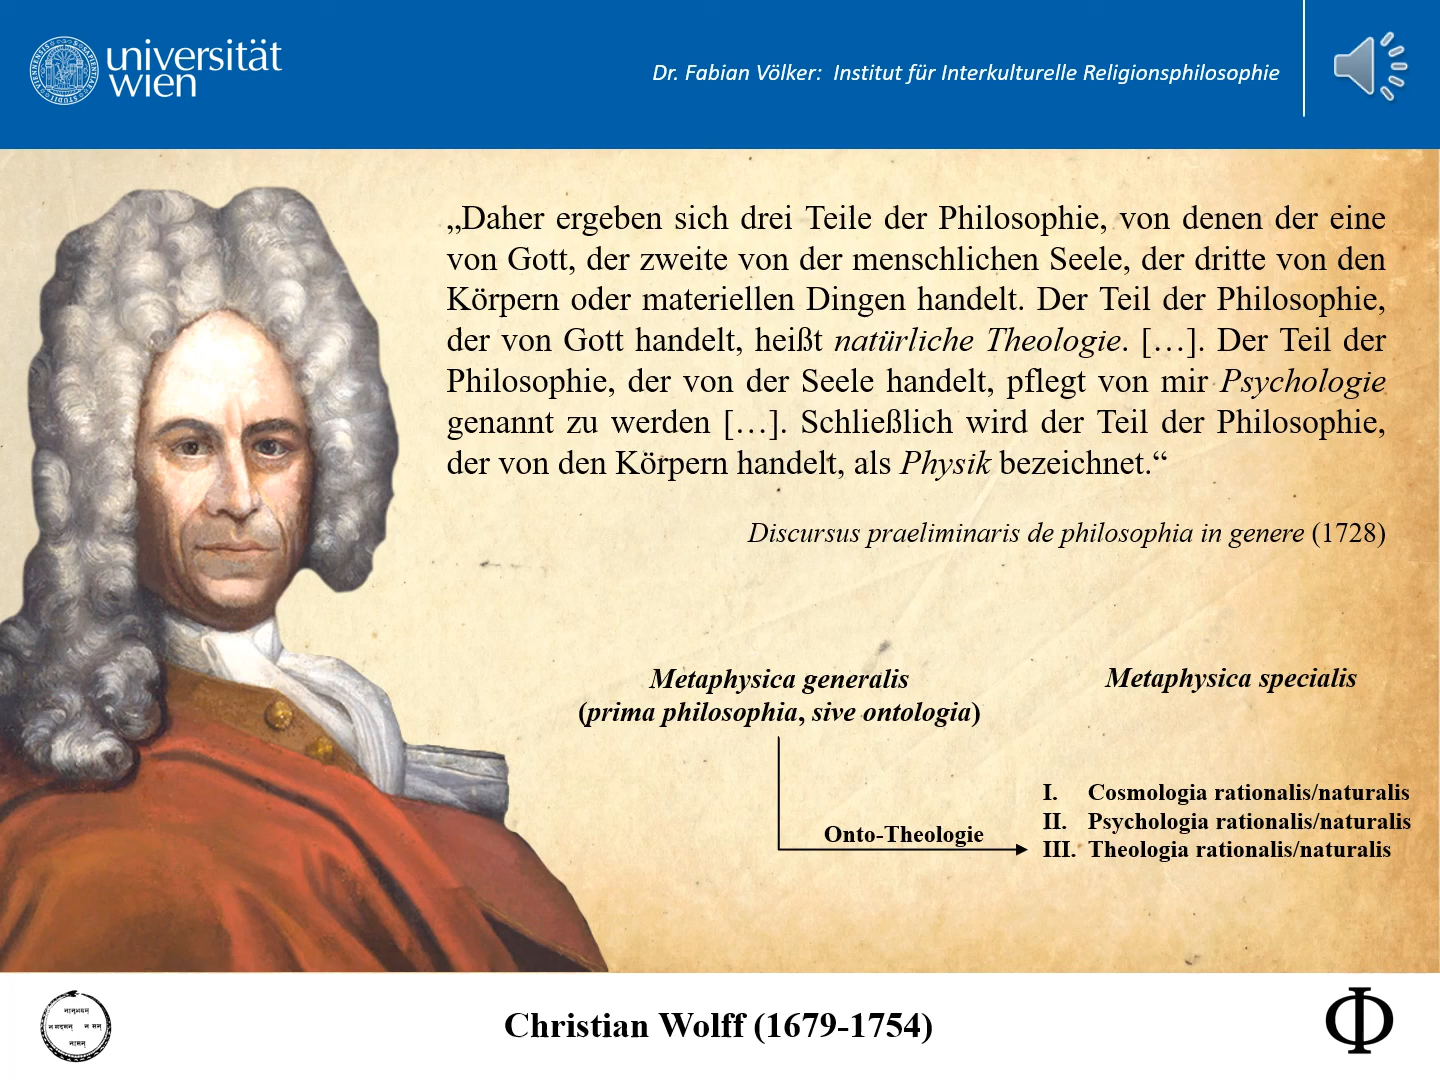 universität
wien
Dr. Fabian Völker: Institut für Interkulturelle Religionsphilosophie
„Daher ergeben sich drei Teile der Philosophie, von denen der eine
von Gott, der zweite von der menschlichen Seele, der dritte von den
Körpern oder materiellen Dingen handelt. Der Teil der Philosophie,
der von Gott handelt, heißt natürliche Theologie. […]. Der Teil der
Philosophie, der von der Seele handelt, pflegt von mir Psychologie
genannt zu werden […]. Schließlich wird der Teil der Philosophie,
der von den Körpern handelt, als Physik bezeichnet.“
Discursus praeliminaris de philosophia in genere (1728)
Metaphysica generalis
(prima philosophia, sive ontologia)
Metaphysica specialis
Onto-Theologie
I. Cosmologia rationalis/naturalis
II. Psychologia rationalis/naturalis
III. Theologia rationalis/naturalis
Christian Wolff (1679-1754)
Φ